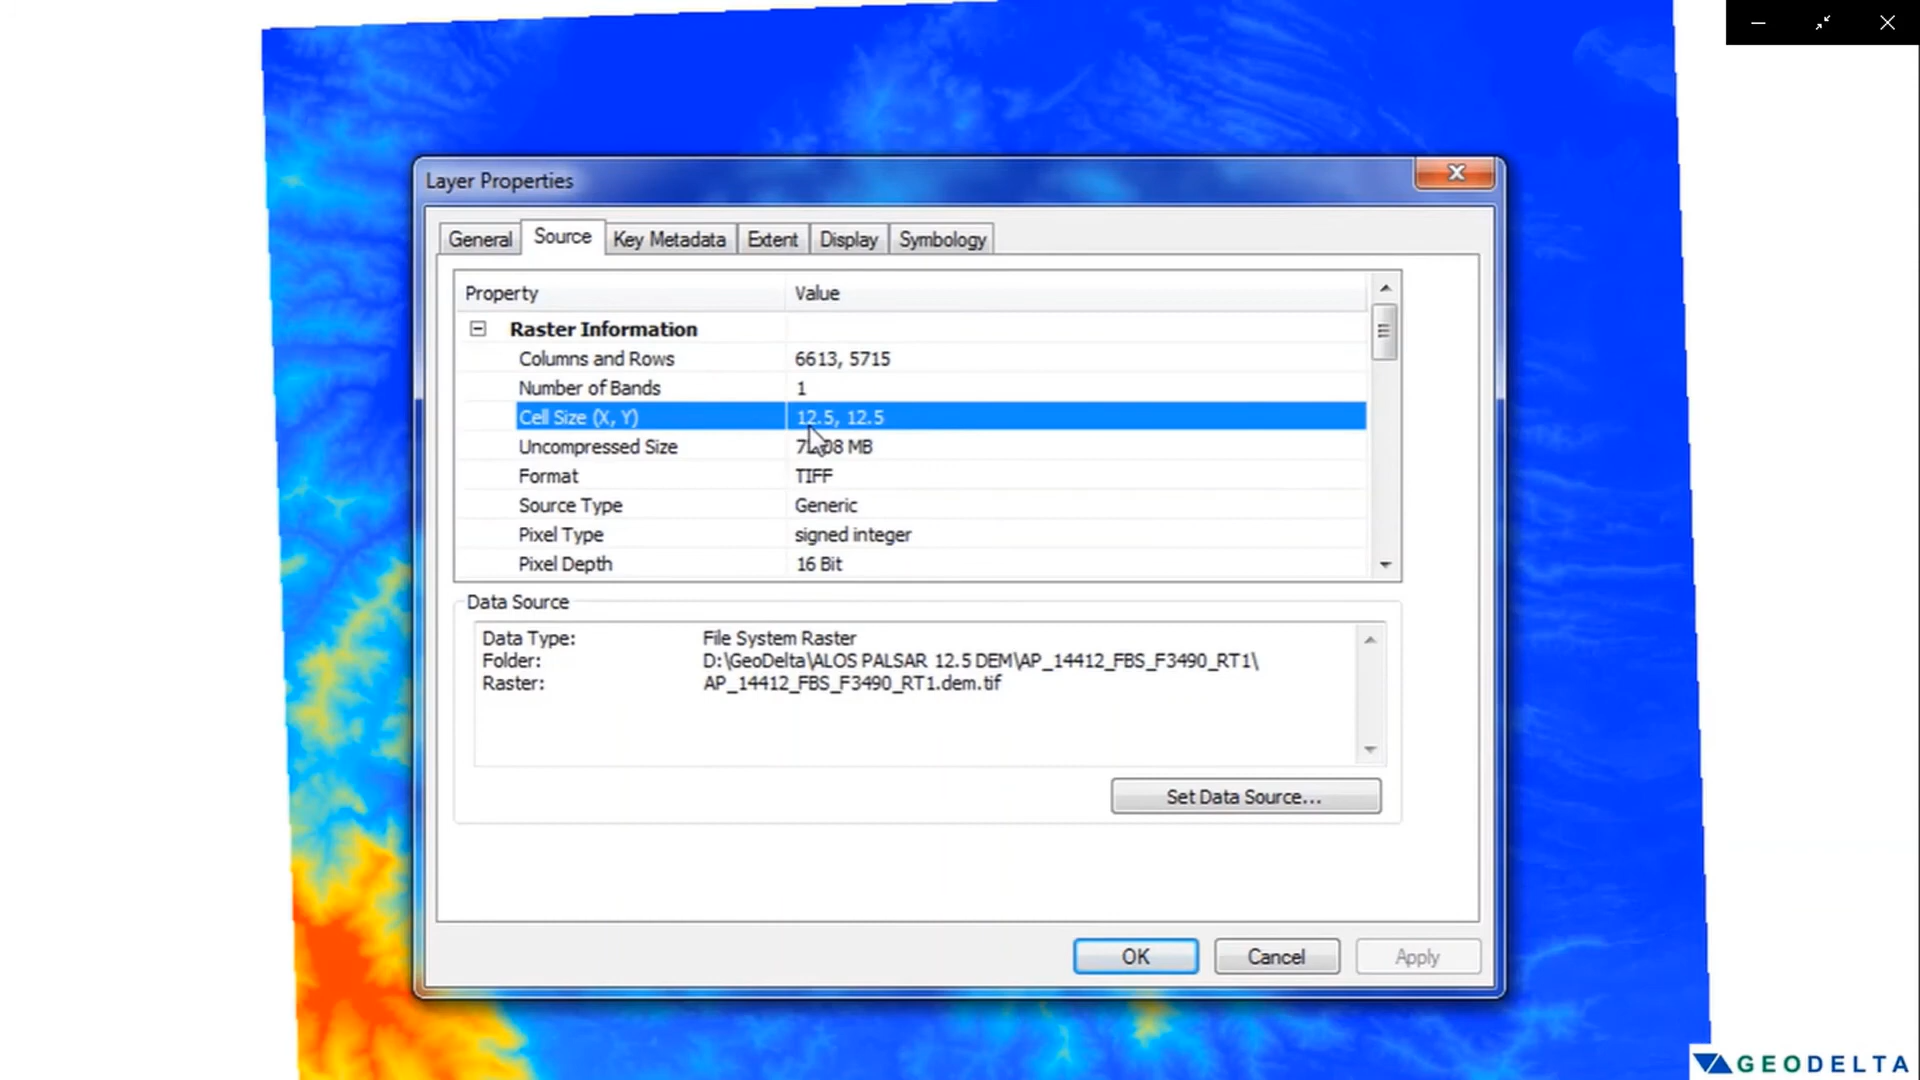 Layer Properties
General Source Key Metadata Extent Display Symbology
Property Value
Raster Information
Columns and Rows 6613, 5715
Number of Bands 1
Cell Size (X, Y) 12.5, 12.5
Uncompressed Size MB
Format TIFF
Source Type Generic
Pixel Type signed integer
Pixel Depth 16 Bit
Data Source
Data Type: File System Raster
Folder: D:\GeoDelta\ALOS PALSAR 12.5 DEM\AP_14412_FBS_F3490_RT1\
Raster: AP_14412_FBS_F3490_RT1.dem.tif
Set Data Source...
OK Cancel Apply
GEODELTA